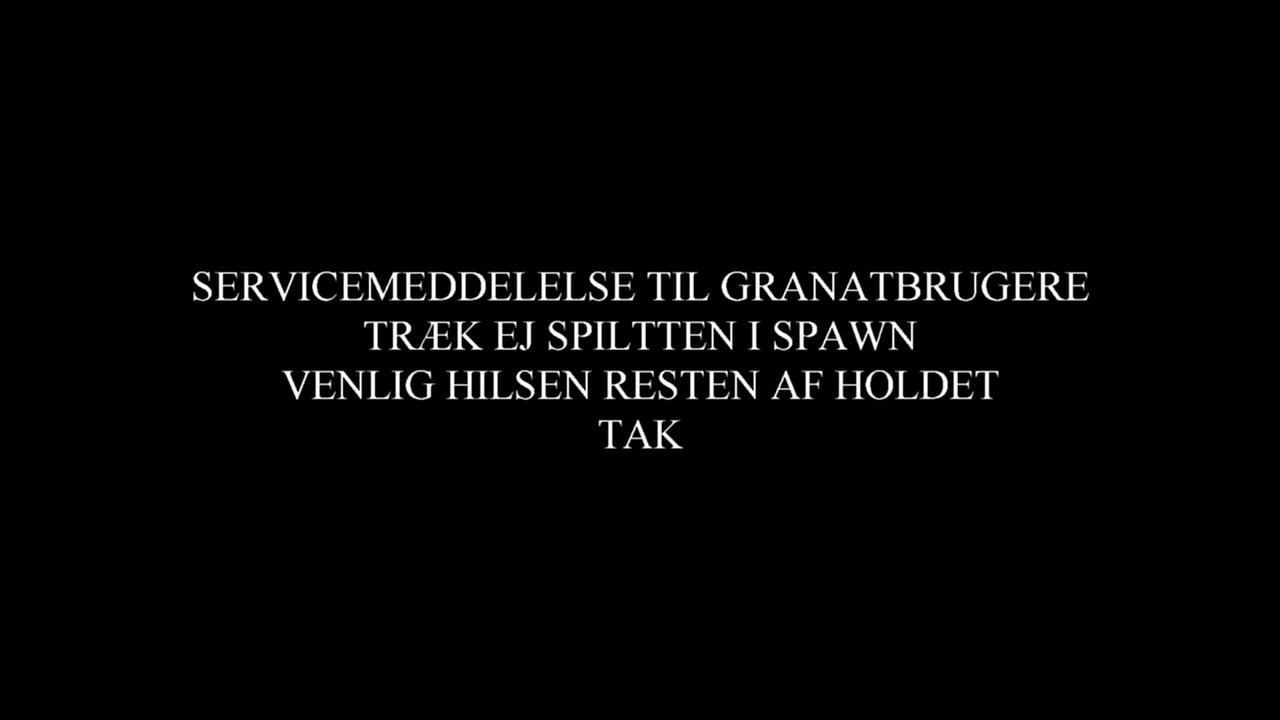 SERVICEMEDDELELSE TIL GRANATBRUGERE
TRÆK EJ SPILTTEN I SPAWN
VENLIG HILSEN RESTEN AF HOLDET
TAK